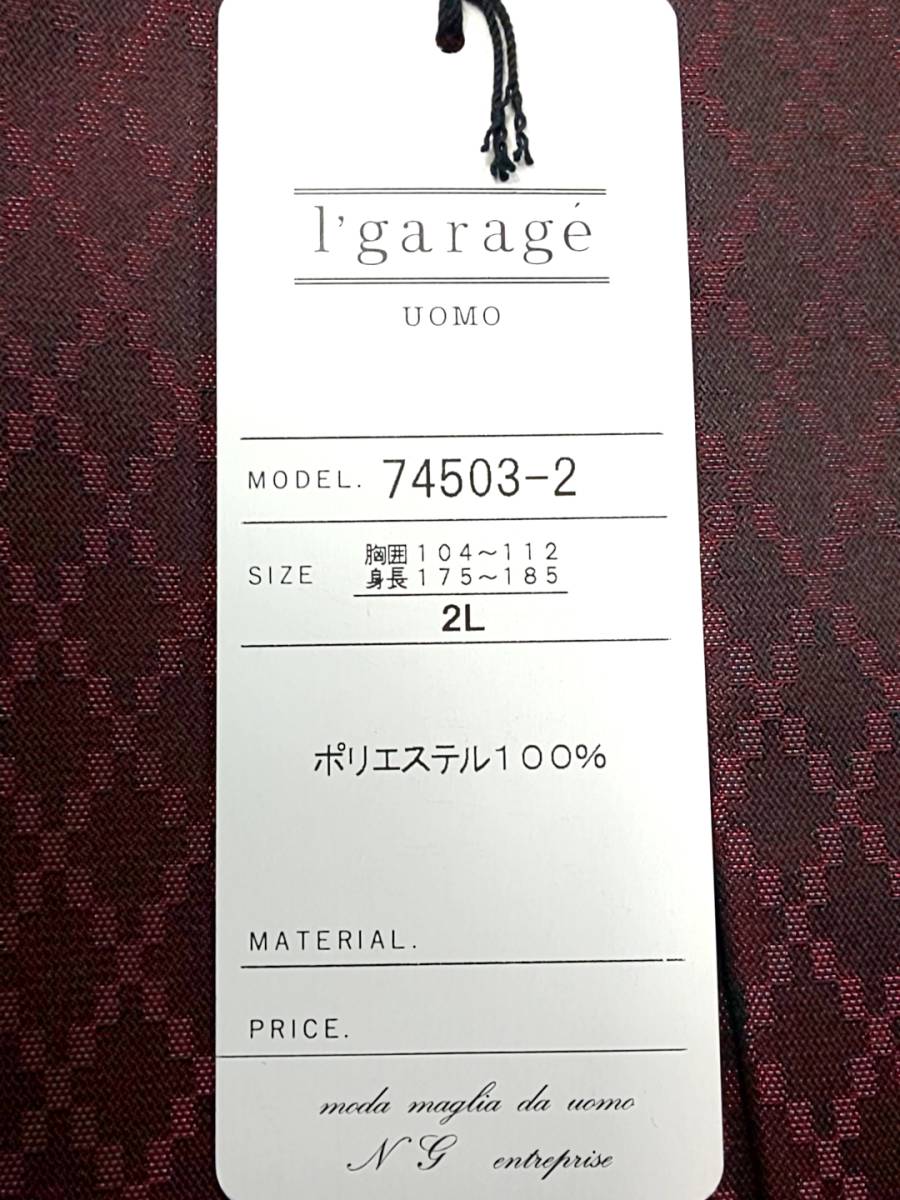 l'garagé
UOMO
MODEL. 74503-2
胸囲104～112
SIZE 身長175～185
2L
ポリエステル100%
MATERIAL.
PRICE.
moda maglia da uomo
NG entreprise